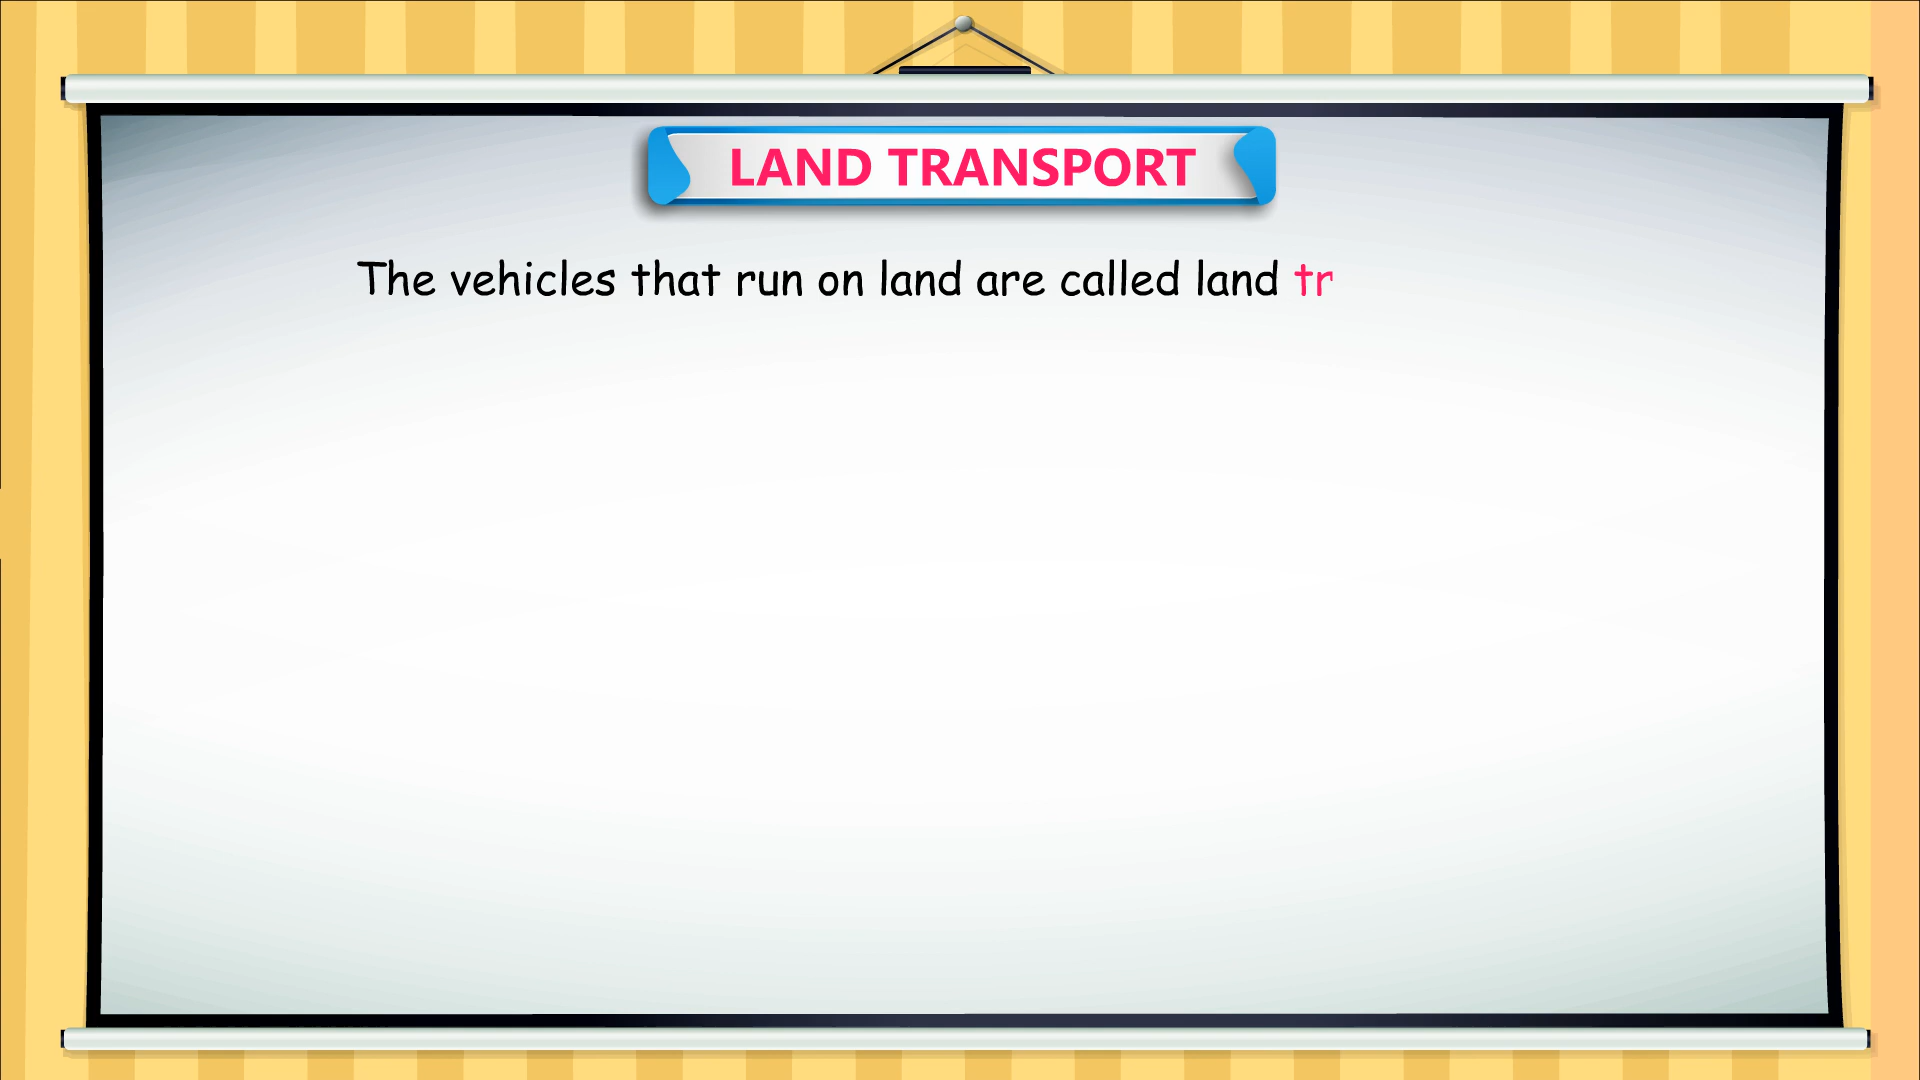 LAND TRANSPORT
The vehicles that run on land are called land tr